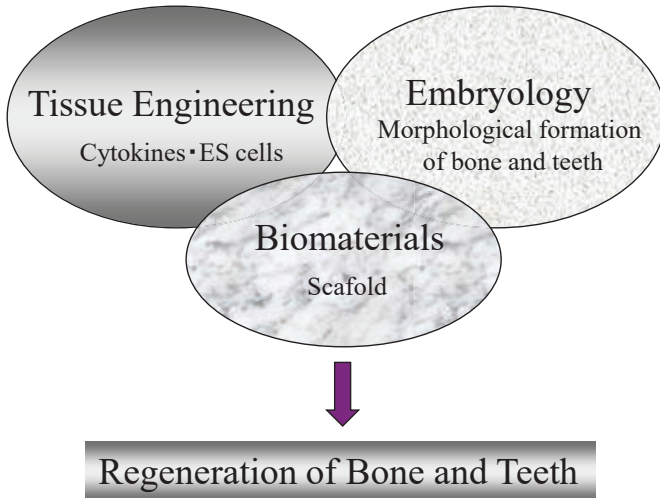 Tissue Engineering
Cytokines･ES cells
Embryology
Morphological formation
of bone and teeth
Biomaterials
Scafold
Regeneration of Bone and Teeth